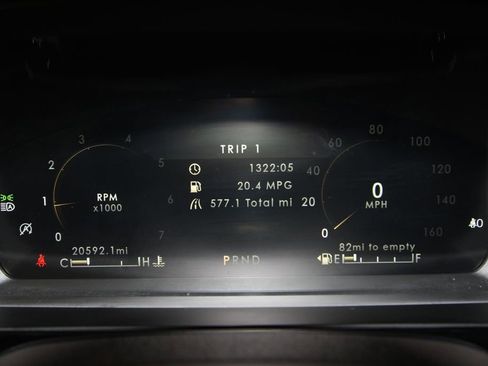 TRIP 1
1322:05
20.4 MPG
577.1 Total mi
0 1 2 3 4 5 6 7
RPM
x1000
0 20 40 60 80 100 120 140 160
0
MPH
20592.1mi
C H
PRND
82mi to empty
E F
A
A